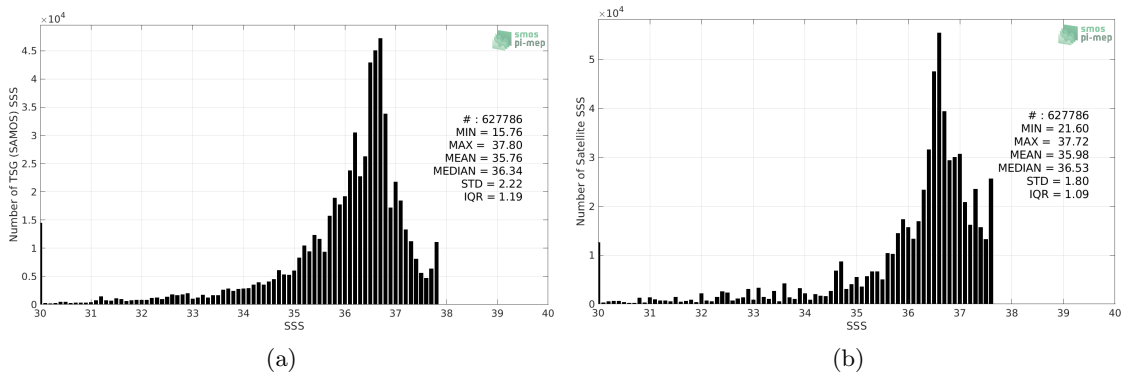 ×10⁴
smos
pi-mep
4.5
4
3.5
3
2.5
2
1.5
1
0.5
0
Number of TSG (SAMOS) SSS
# : 627786
MIN = 15.76
MAX = 37.80
MEAN = 35.76
MEDIAN = 36.34
STD = 2.22
IQR = 1.19
30 31 32 33 34 35 36 37 38 39 40
SSS
(a)
×10⁴
smos
pi-mep
5
4
3
2
1
0
Number of Satellite SSS
# : 627786
MIN = 21.60
MAX = 37.72
MEAN = 35.98
MEDIAN = 36.53
STD = 1.80
IQR = 1.09
30 31 32 33 34 35 36 37 38 39 40
SSS
(b)